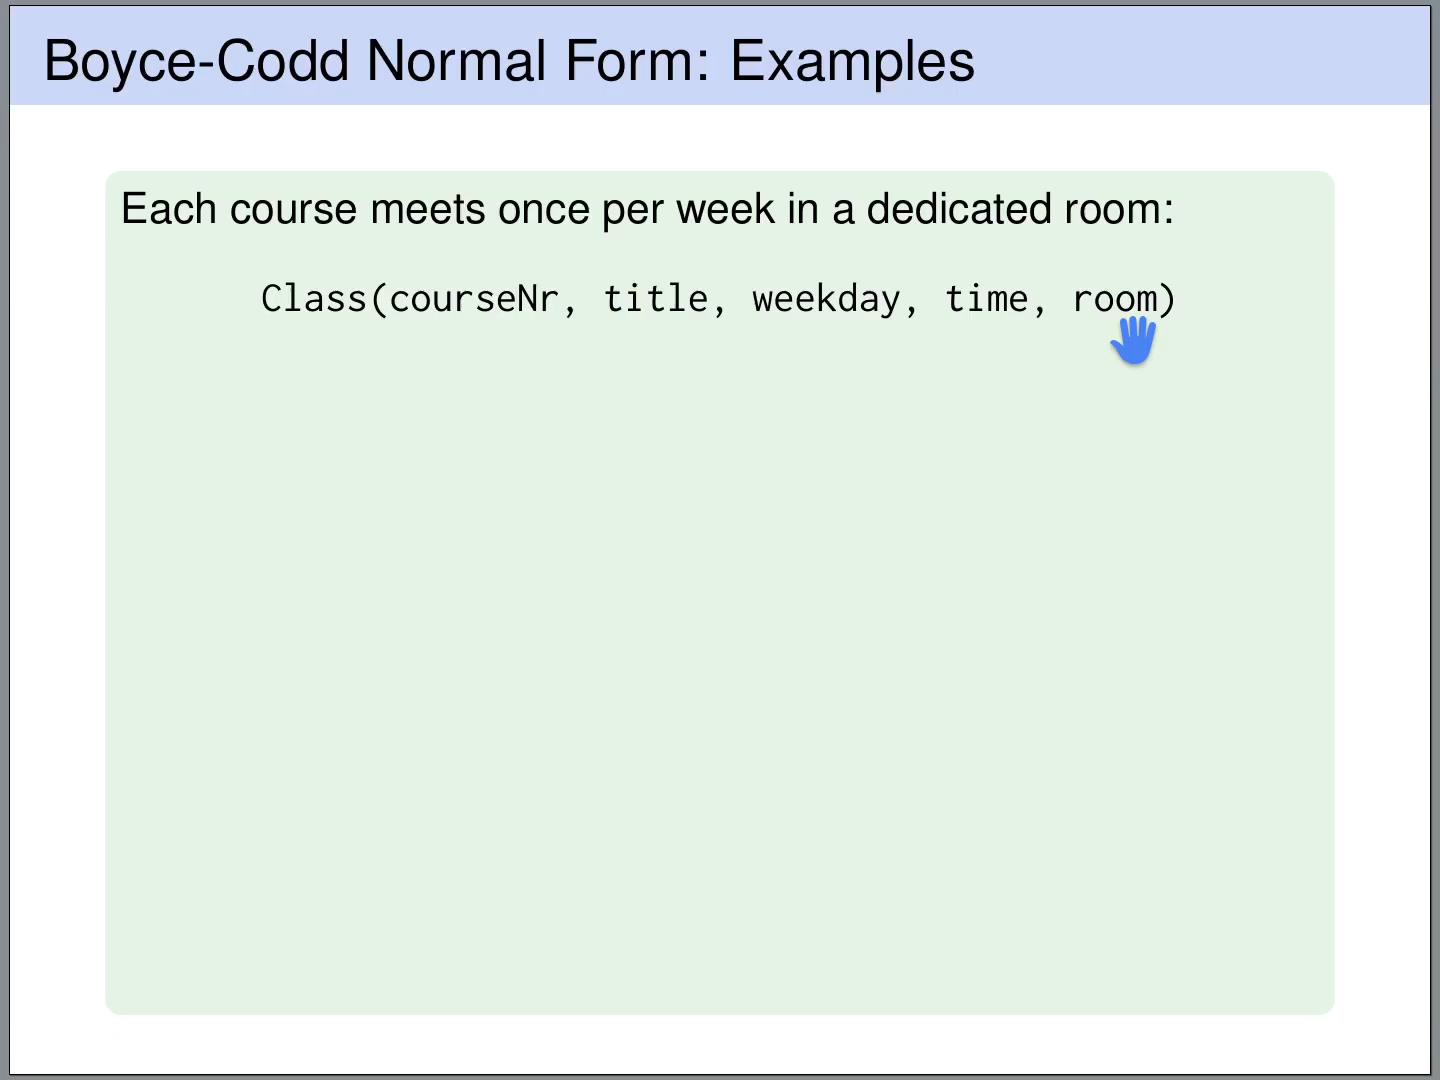 Boyce-Codd Normal Form: Examples
Each course meets once per week in a dedicated room:
Class(courseNr, title, weekday, time, room)